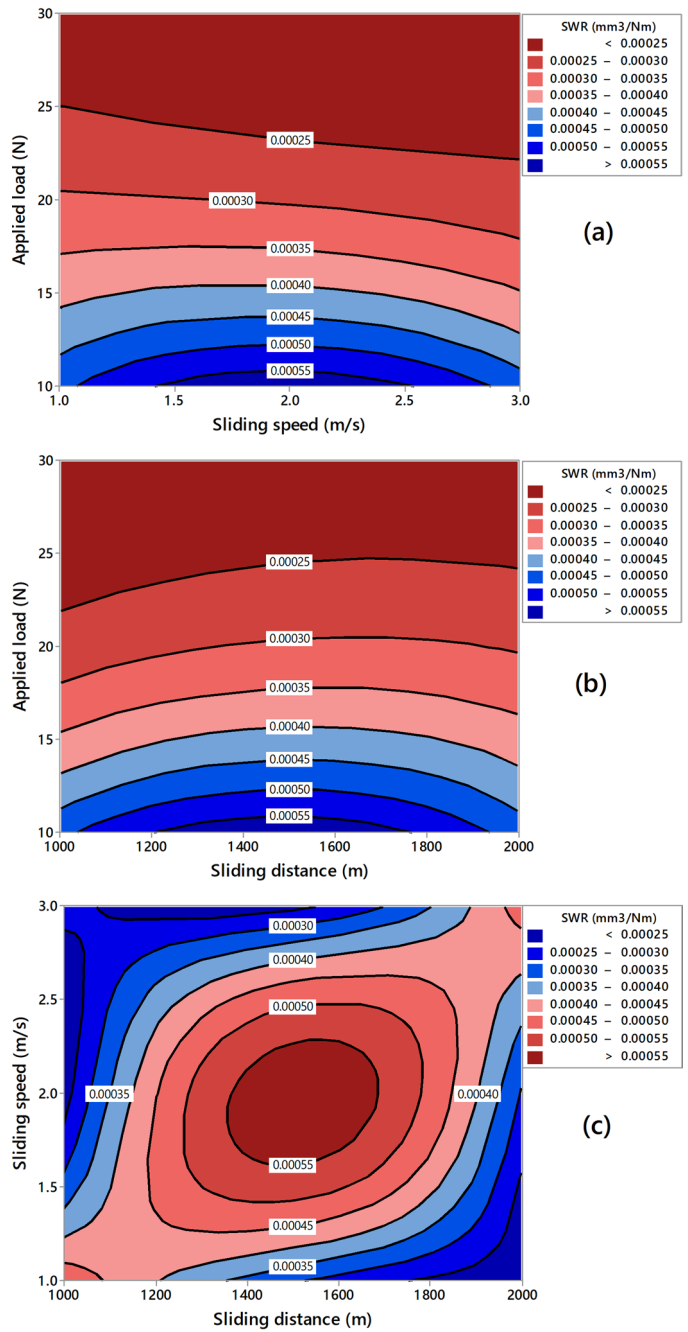 30
25
20
15
10
Applied load (N)
0.00025
0.00030
0.00035
0.00040
0.00045
0.00050
0.00055
1.0 1.5 2.0 2.5 3.0
Sliding speed (m/s)
SWR (mm3/Nm)
< 0.00025
0.00025 – 0.00030
0.00030 – 0.00035
0.00035 – 0.00040
0.00040 – 0.00045
0.00045 – 0.00050
0.00050 – 0.00055
> 0.00055
(a)
30
25
20
15
10
Applied load (N)
0.00025
0.00030
0.00035
0.00040
0.00045
0.00050
0.00055
1000 1200 1400 1600 1800 2000
Sliding distance (m)
SWR (mm3/Nm)
< 0.00025
0.00025 – 0.00030
0.00030 – 0.00035
0.00035 – 0.00040
0.00040 – 0.00045
0.00045 – 0.00050
0.00050 – 0.00055
> 0.00055
(b)
3.0
2.5
2.0
1.5
1.0
Sliding speed (m/s)
0.00030
0.00040
0.00050
0.00035
0.00040
0.00055
0.00045
0.00035
1000 1200 1400 1600 1800 2000
Sliding distance (m)
SWR (mm3/Nm)
< 0.00025
0.00025 – 0.00030
0.00030 – 0.00035
0.00035 – 0.00040
0.00040 – 0.00045
0.00045 – 0.00050
0.00050 – 0.00055
> 0.00055
(c)